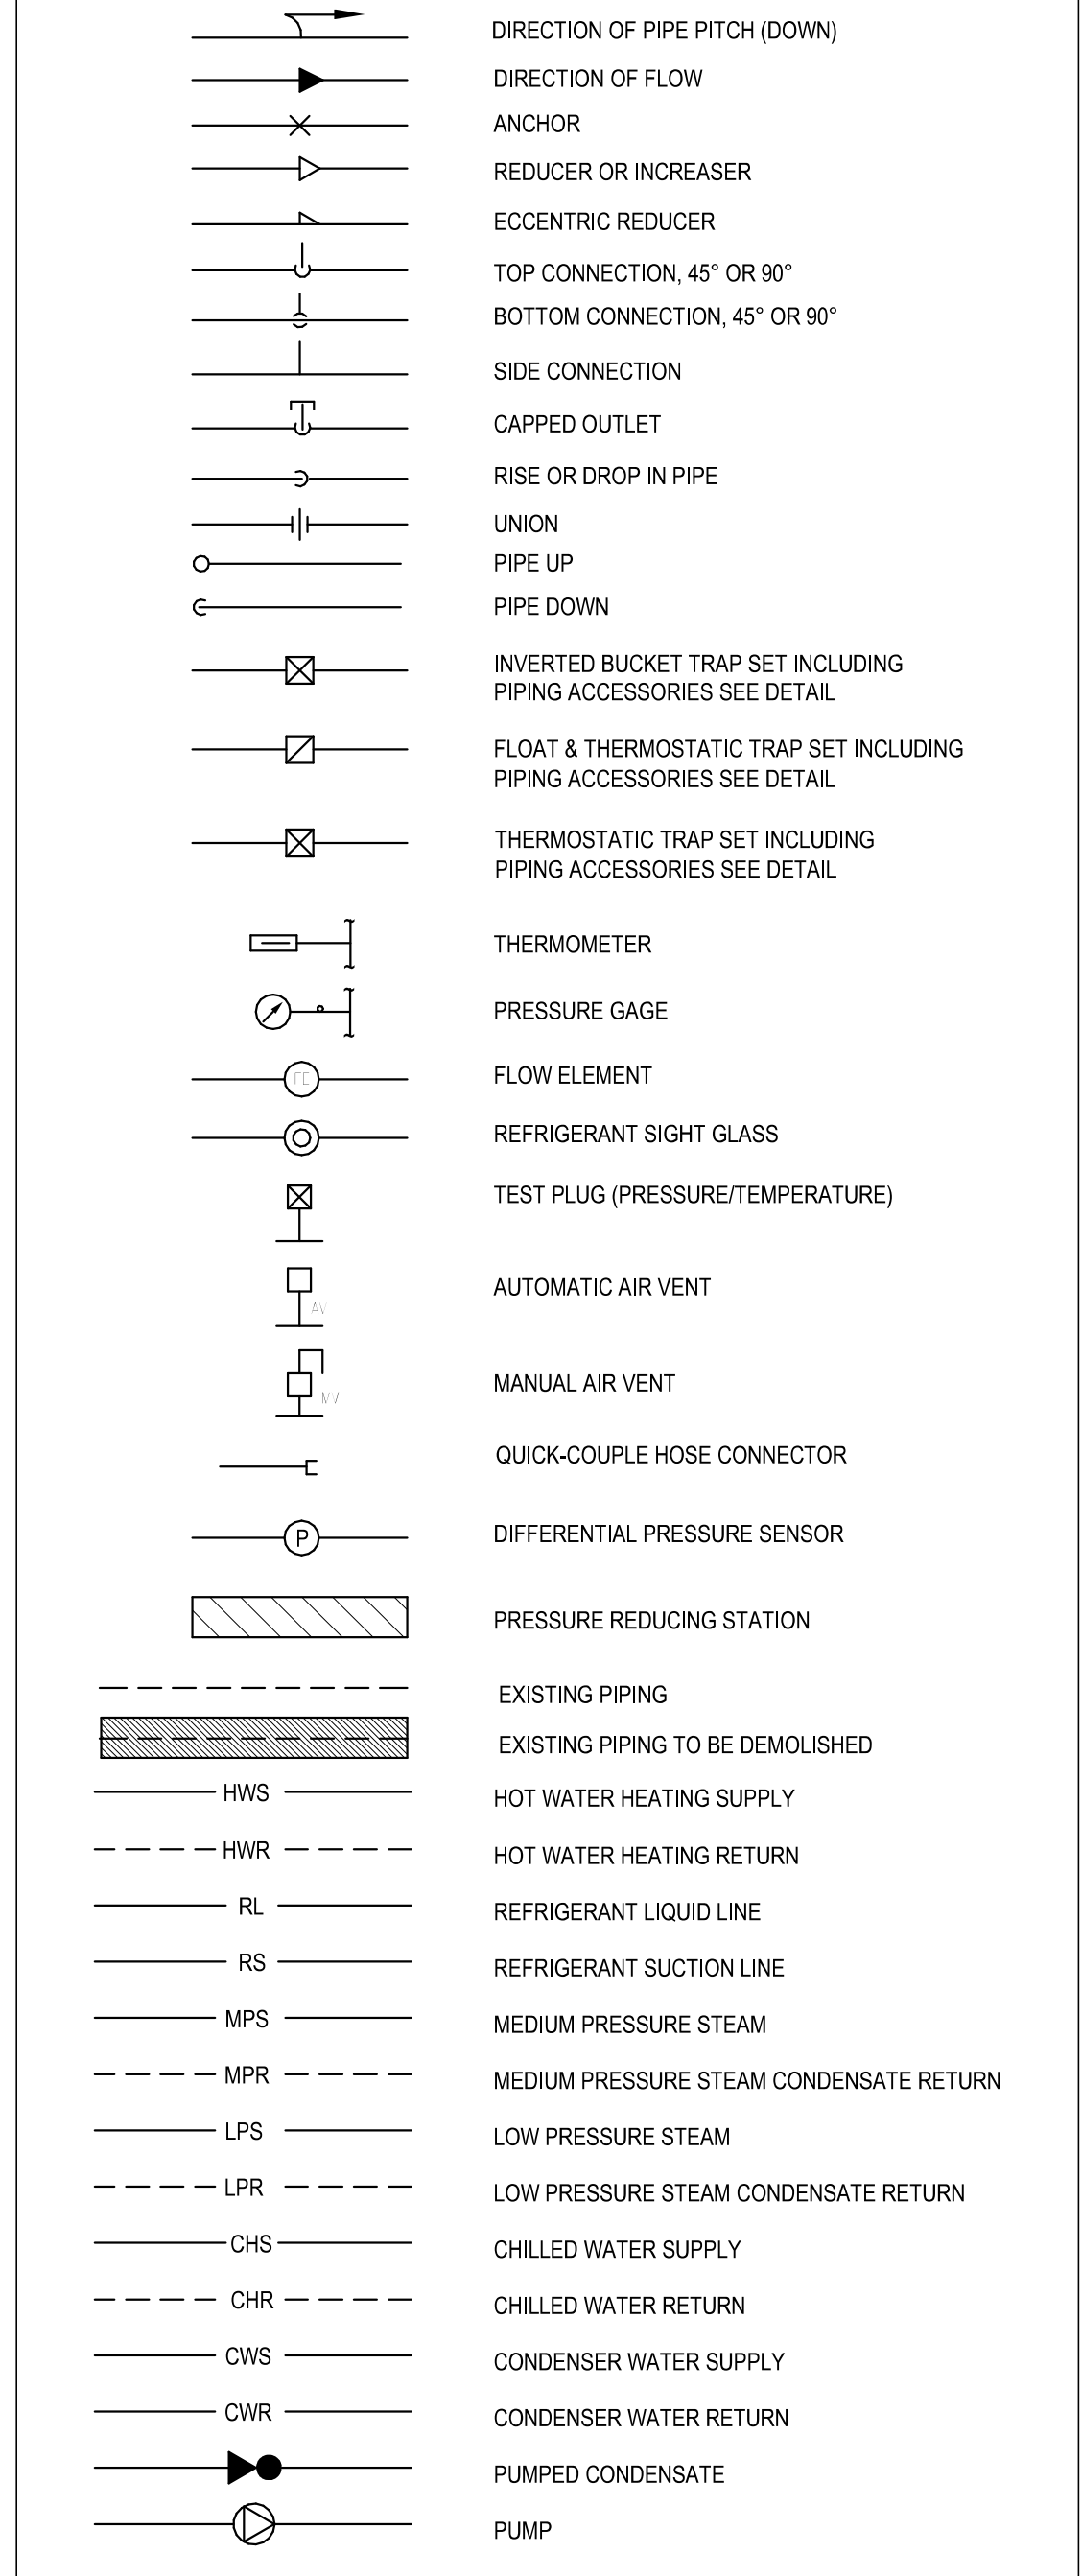 DIRECTION OF PIPE PITCH (DOWN)
DIRECTION OF FLOW
ANCHOR
REDUCER OR INCREASER
ECCENTRIC REDUCER
TOP CONNECTION, 45° OR 90°
BOTTOM CONNECTION, 45° OR 90°
SIDE CONNECTION
CAPPED OUTLET
RISE OR DROP IN PIPE
UNION
PIPE UP
PIPE DOWN
INVERTED BUCKET TRAP SET INCLUDING
PIPING ACCESSORIES SEE DETAIL
FLOAT & THERMOSTATIC TRAP SET INCLUDING
PIPING ACCESSORIES SEE DETAIL
THERMOSTATIC TRAP SET INCLUDING
PIPING ACCESSORIES SEE DETAIL
THERMOMETER
PRESSURE GAGE
FE FLOW ELEMENT
REFRIGERANT SIGHT GLASS
TEST PLUG (PRESSURE/TEMPERATURE)
AUTOMATIC AIR VENT
AV
MANUAL AIR VENT
MV
QUICK-COUPLE HOSE CONNECTOR
P DIFFERENTIAL PRESSURE SENSOR
PRESSURE REDUCING STATION
EXISTING PIPING
EXISTING PIPING TO BE DEMOLISHED
HWS HOT WATER HEATING SUPPLY
HWR HOT WATER HEATING RETURN
RL REFRIGERANT LIQUID LINE
RS REFRIGERANT SUCTION LINE
MPS MEDIUM PRESSURE STEAM
MPR MEDIUM PRESSURE STEAM CONDENSATE RETURN
LPS LOW PRESSURE STEAM
LPR LOW PRESSURE STEAM CONDENSATE RETURN
CHS CHILLED WATER SUPPLY
CHR CHILLED WATER RETURN
CWS CONDENSER WATER SUPPLY
CWR CONDENSER WATER RETURN
PUMPED CONDENSATE
PUMP